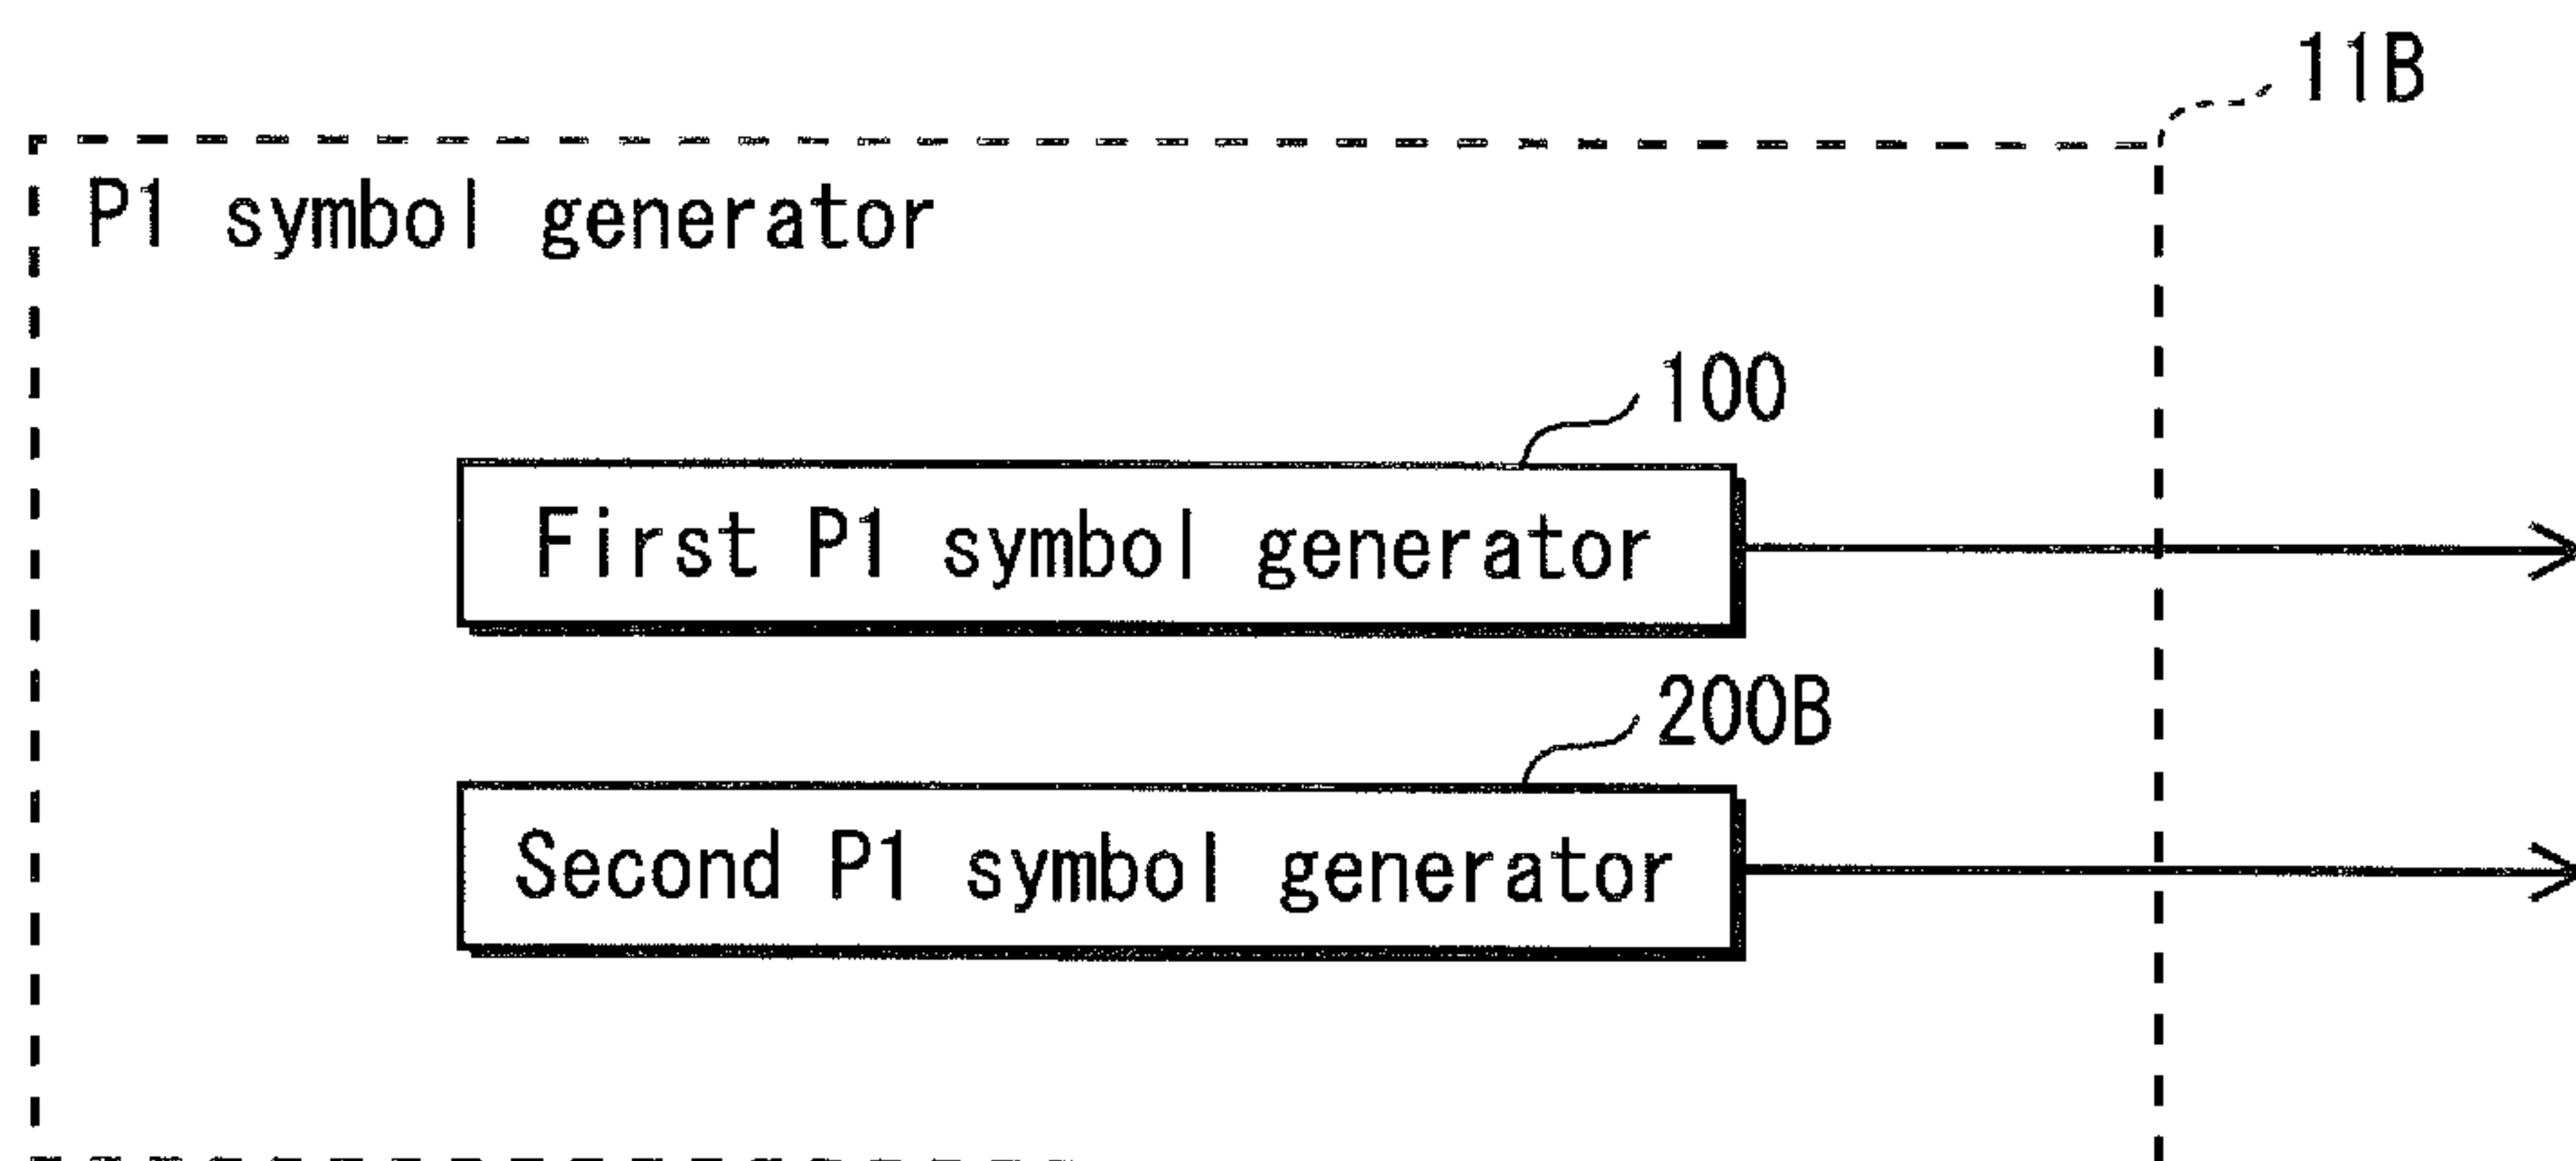 11B
P1 symbol generator
100
First P1 symbol generator
200B
Second P1 symbol generator